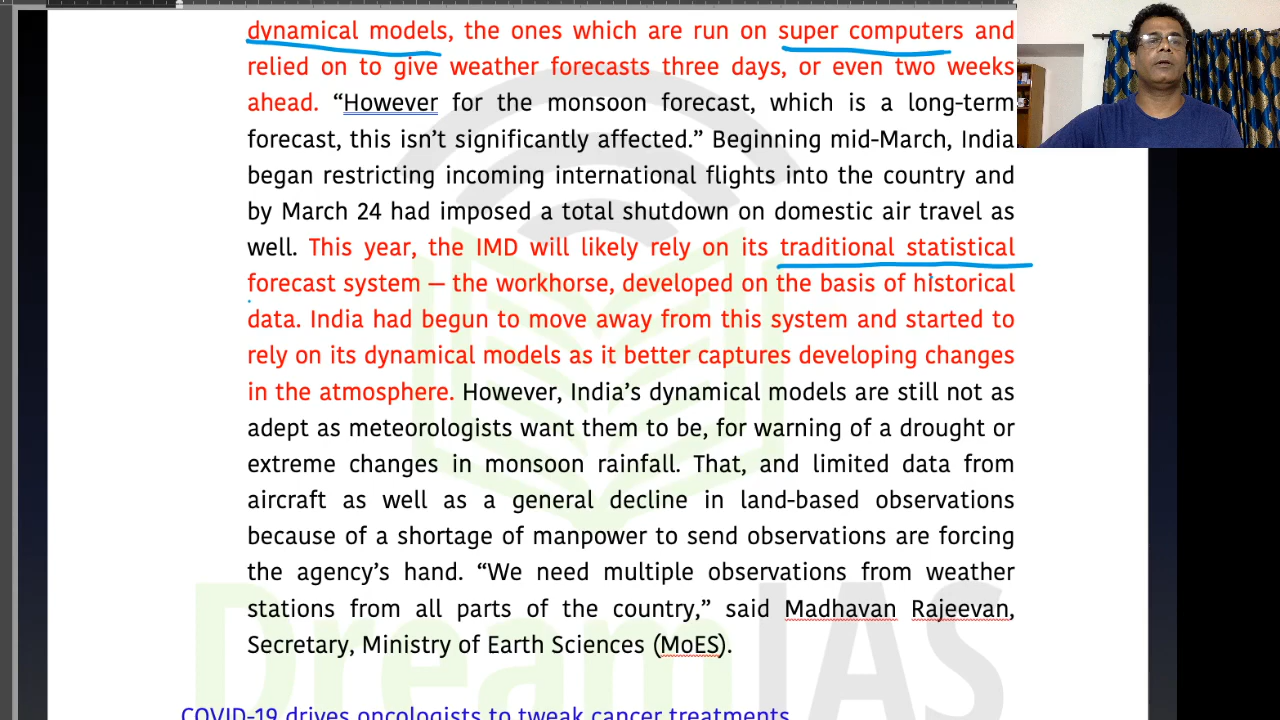 dynamical models, the ones which are run on super computers and
relied on to give weather forecasts three days, or even two weeks
ahead. “However for the monsoon forecast, which is a long-term
forecast, this isn’t significantly affected.” Beginning mid-March, India
began restricting incoming international flights into the country and
by March 24 had imposed a total shutdown on domestic air travel as
well. This year, the IMD will likely rely on its traditional statistical
forecast system — the workhorse, developed on the basis of historical
data. India had begun to move away from this system and started to
rely on its dynamical models as it better captures developing changes
in the atmosphere. However, India’s dynamical models are still not as
adept as meteorologists want them to be, for warning of a drought or
extreme changes in monsoon rainfall. That, and limited data from
aircraft as well as a general decline in land-based observations
because of a shortage of manpower to send observations are forcing
the agency’s hand. “We need multiple observations from weather
stations from all parts of the country,” said Madhavan Rajeevan,
Secretary, Ministry of Earth Sciences (MoES).
DreamIAS
COVID-19 drives oncologists to tweak cancer treatments